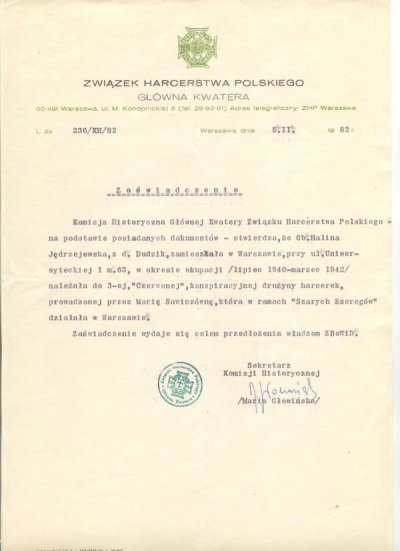 ZWIĄZEK HARCERSTWA POLSKIEGO
GŁÓWNA KWATERA
00-491 Warszawa, ul. M. Konopnickiej 6 (tel. 26-92-81) Adres telegraficzny: ZHP Warszawa
L. dz. 236/KH/82 Warszawa, dnia 5.II. 1982 r.
Zaświadczenie
Komisja Historyczna Głównej Kwatery Związku Harcerstwa Polskiego -
na podstawie posiadanych dokumentów - stwierdza, że Ob. Halina
Jędrzejewska, z d. Dudzik, zamieszkała w Warszawie, przy ul. Uniwer-
syteckiej 1 m. 63, w okresie okupacji /lipiec 1940-marzec 1942/
należała do 3-ej, "Czerwonej", konspiracyjnej drużyny harcerek,
prowadzonej przez Marię Sawiczównę, która w ramach "Szarych Szeregów"
działała w Warszawie.
Zaświadczenie wydaje się celem przedłożenia władzom ZBoWiD.
Sekretarz
Komisji Historycznej
/Maria Głowińska/